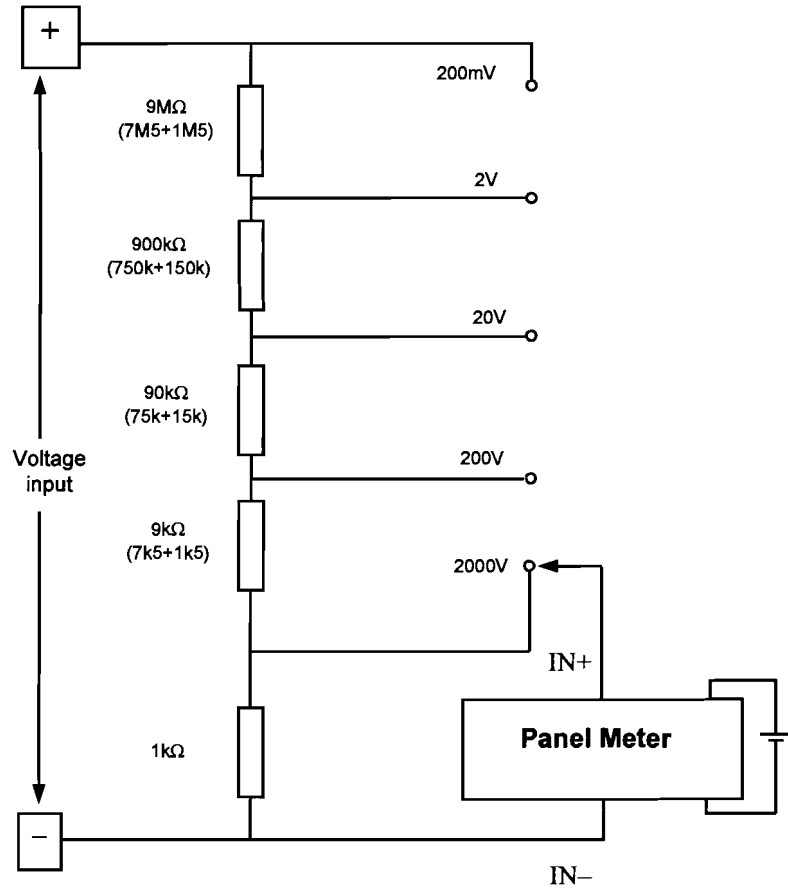 +
200mV
9MΩ
(7M5+1M5)
2V
900kΩ
(750k+150k)
20V
90kΩ
(75k+15k)
Voltage
input
200V
9kΩ
(7k5+1k5)
2000V
IN+
Panel Meter
1kΩ
−
IN−